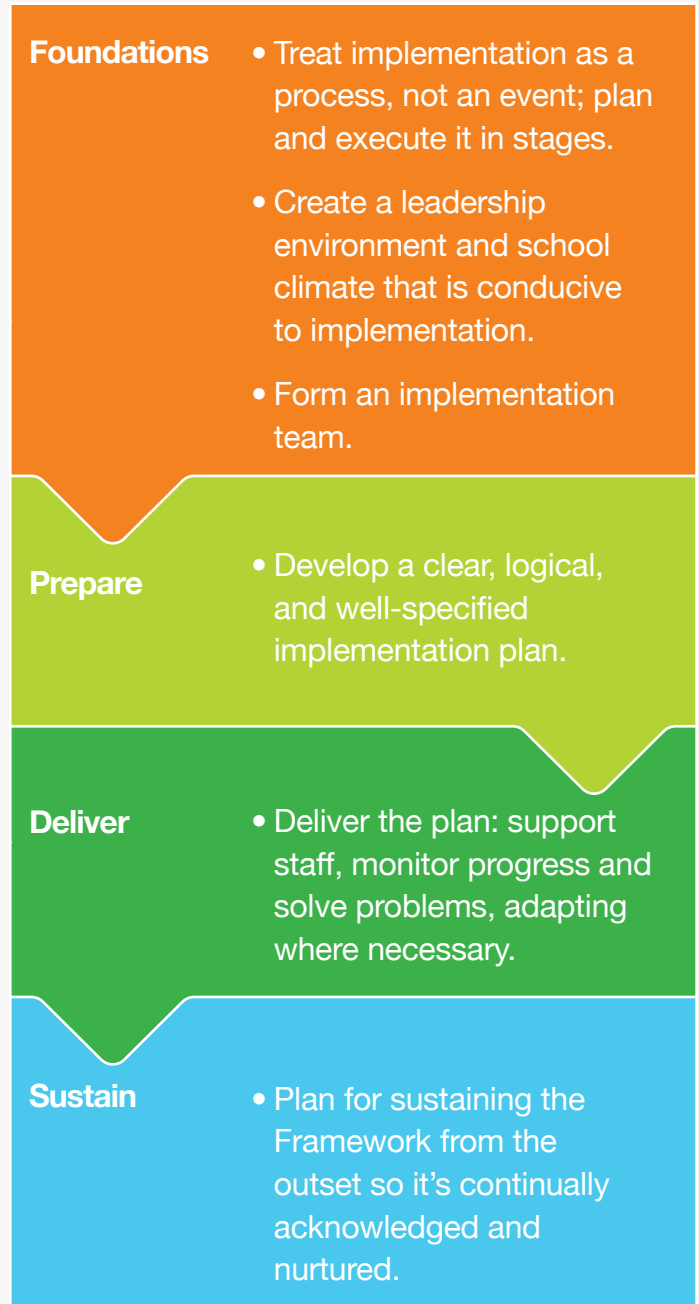 Foundations
• Treat implementation as a
process, not an event; plan
and execute it in stages.
• Create a leadership
environment and school
climate that is conducive
to implementation.
• Form an implementation
team.
Prepare
• Develop a clear, logical,
and well-specified
implementation plan.
Deliver
• Deliver the plan: support
staff, monitor progress and
solve problems, adapting
where necessary.
Sustain
• Plan for sustaining the
Framework from the
outset so it’s continually
acknowledged and
nurtured.